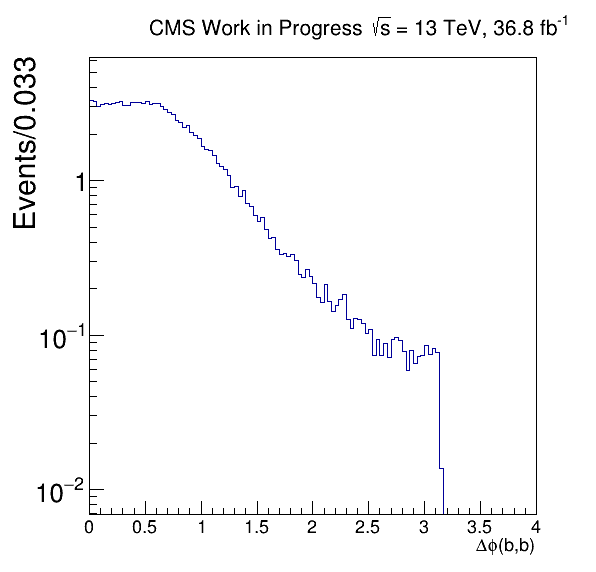 CMS Work in Progress √s = 13 TeV, 36.8 fb⁻¹
Events/0.033
1
10⁻¹
10⁻²
0 0.5 1 1.5 2 2.5 3 3.5 4
Δϕ(b,b)